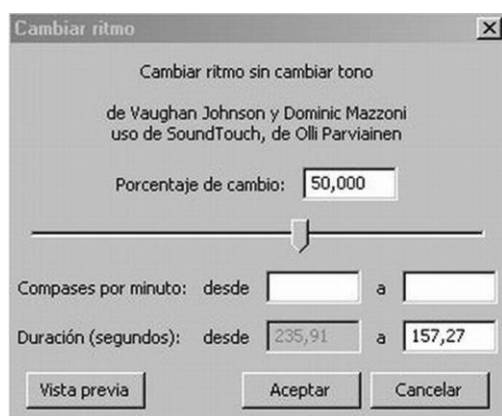 Cambiar ritmo
Cambiar ritmo sin cambiar tono
de Vaughan Johnson y Dominic Mazzoni
uso de SoundTouch, de Olli Parviainen
Porcentaje de cambio: 50,000
Compases por minuto: desde a
Duración (segundos): desde 235,91 a 157,27
Vista previa Aceptar Cancelar